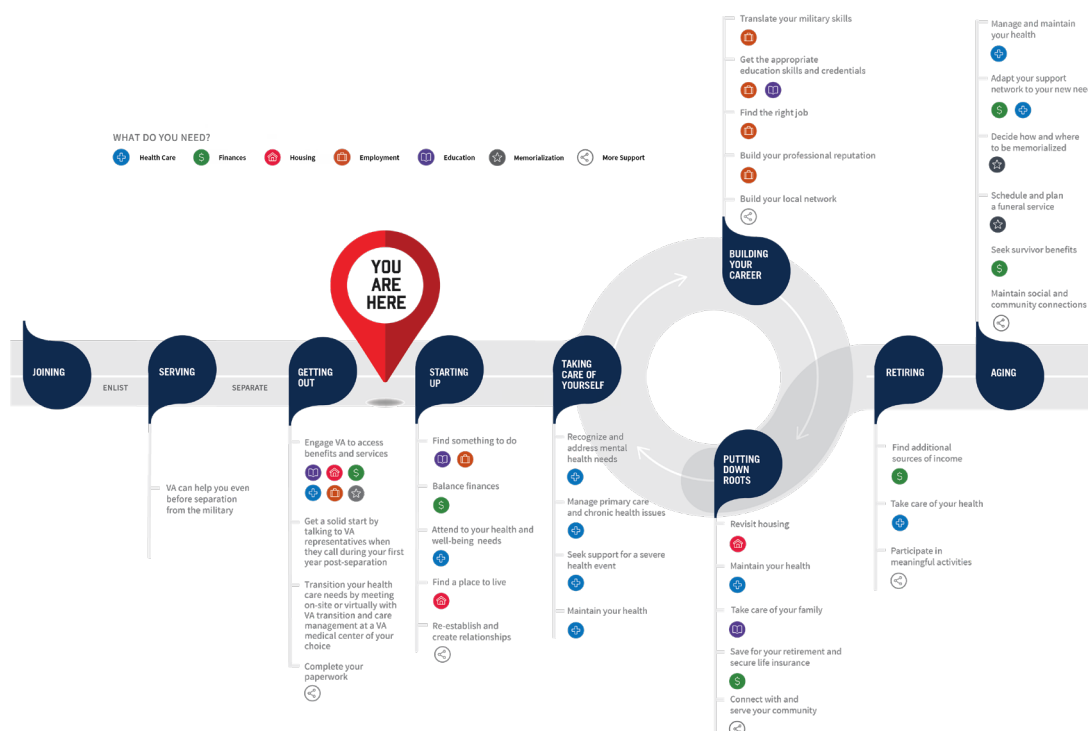 WHAT DO YOU NEED?
Health Care
Finances
Housing
Employment
Education
Memorialization
More Support
YOU
ARE
HERE
JOINING
ENLIST
SERVING
VA can help you even
before separation
from the military
SEPARATE
GETTING
OUT
Engage VA to access
benefits and services
Get a solid start by
talking to VA
representatives when
they call during your first
year post-separation
Transition your health
care needs by meeting
on-site or virtually with
VA transition and care
management at a VA
medical center of your
choice
Complete your
paperwork
STARTING
UP
Find something to do
Balance finances
Attend to your health and
well-being needs
Find a place to live
Re-establish and
create relationships
TAKING
CARE OF
YOURSELF
Recognize and
address mental
health needs
Manage primary care
and chronic health issues
Seek support for a severe
health event
Maintain your health
Translate your military skills
Get the appropriate
education skills and credentials
Find the right job
Build your professional reputation
Build your local network
BUILDING
YOUR
CAREER
PUTTING
DOWN
ROOTS
Revisit housing
Maintain your health
Take care of your family
Save for your retirement and
secure life insurance
Connect with and
serve your community
RETIRING
Find additional
sources of income
Take care of your health
Participate in
meaningful activities
Manage and maintain
your health
Adapt your support
network to your new
Decide how and where
to be memorialized
Schedule and plan
a funeral service
Seek survivor benefits
Maintain social and
community connections
AGING